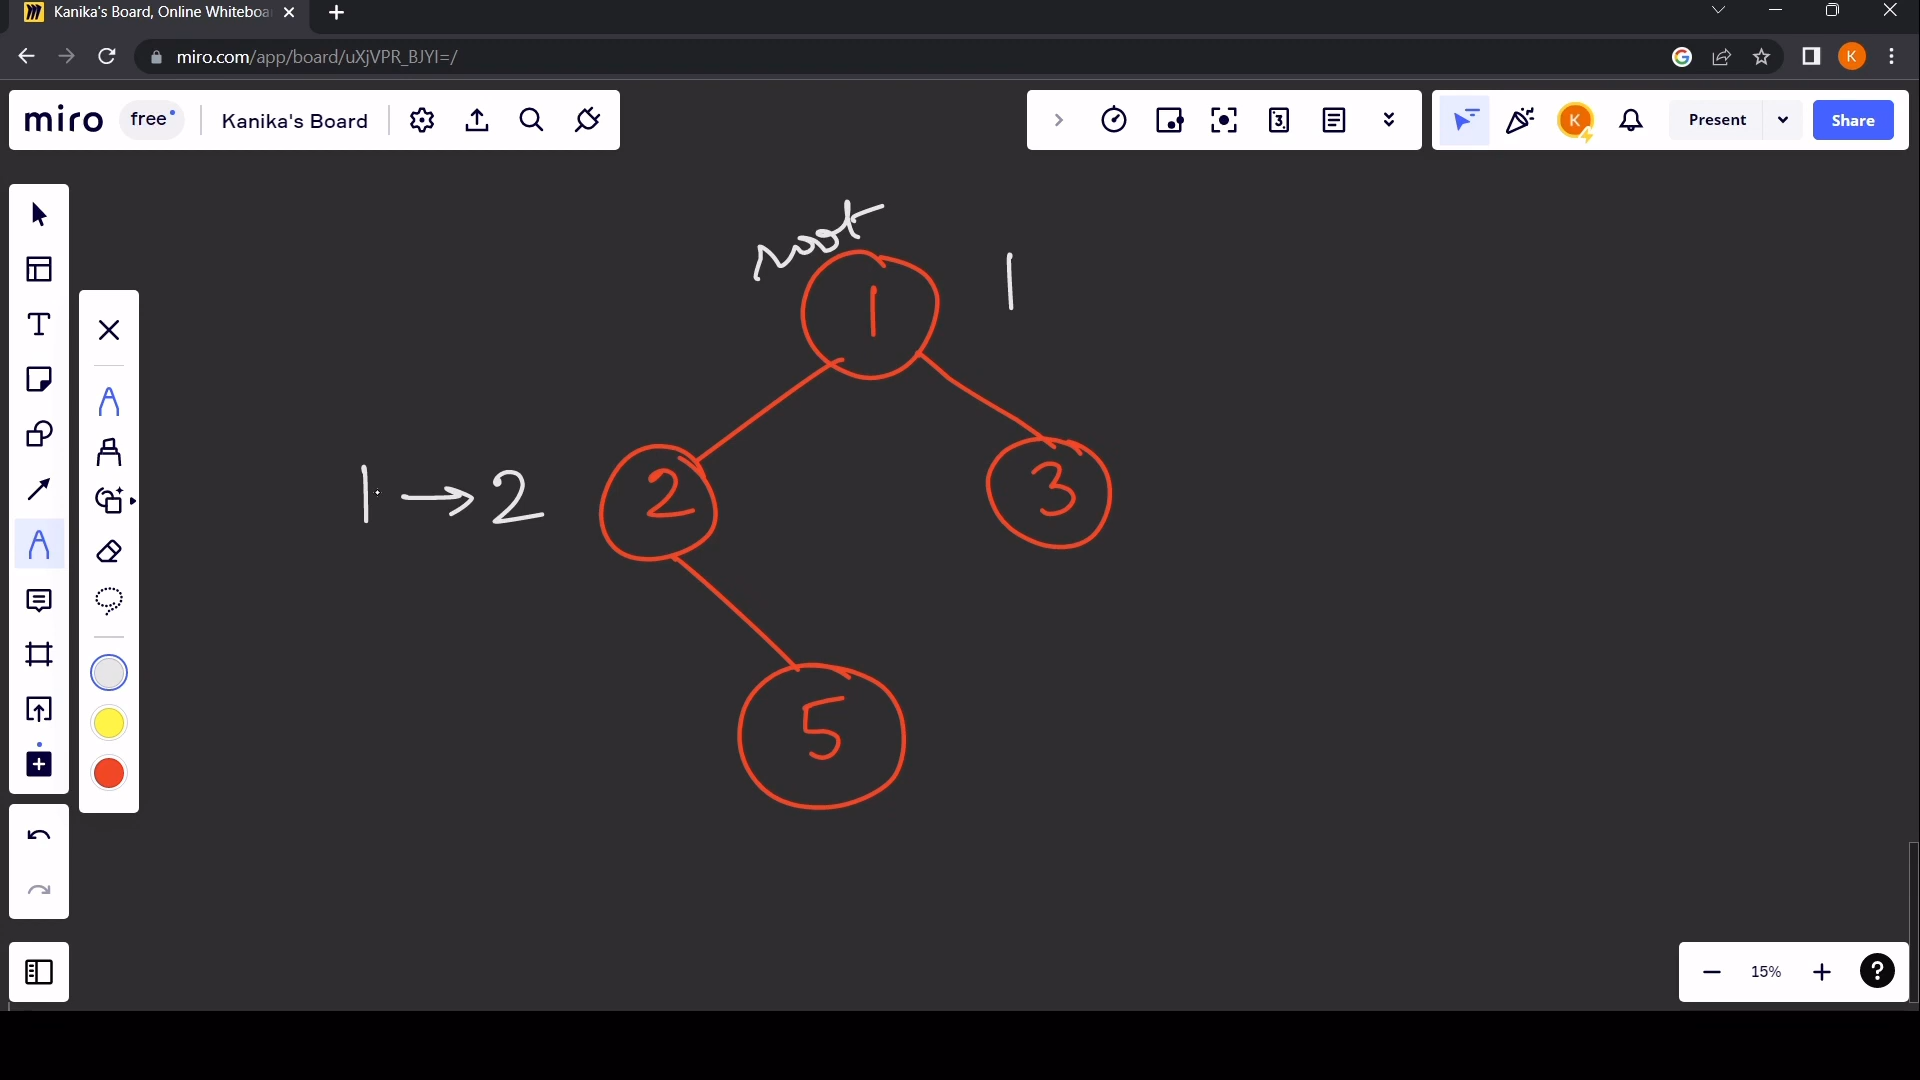 Kanika's Board, Online Whiteboa
miro.com/app/board/uXjVPR_BJYI=/
K
miro free Kanika's Board
3 K Present Share
root
1 1
1 → 2 2 3
5
15% ?